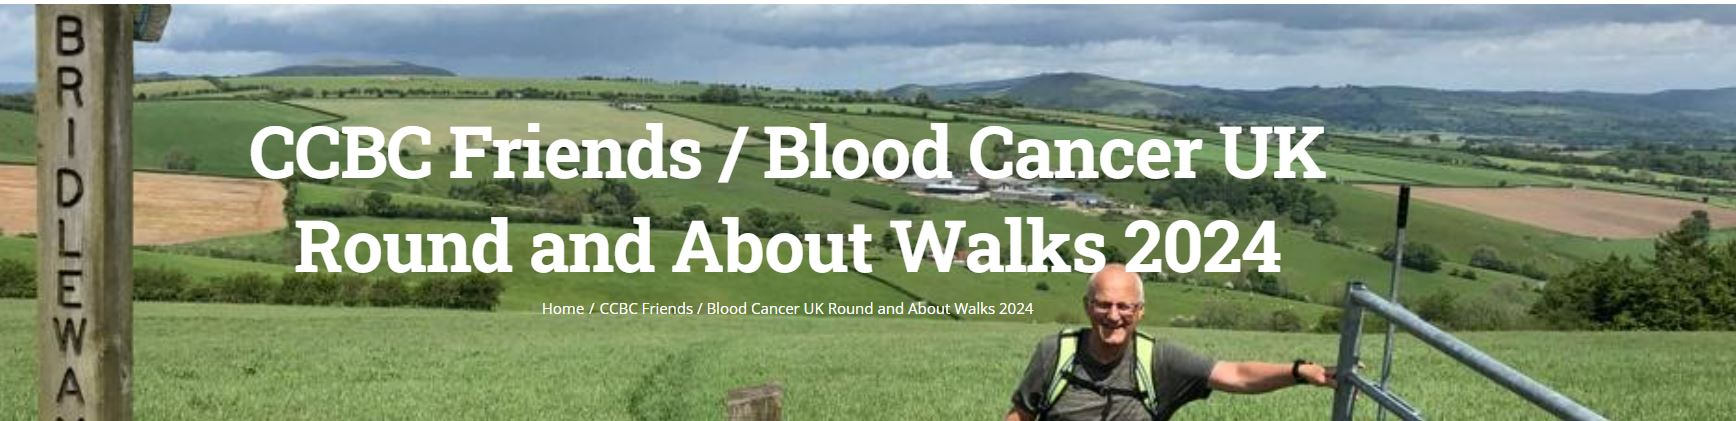 BRIDLEWA
CCBC Friends / Blood Cancer UK
Round and About Walks 2024
Home / CCBC Friends / Blood Cancer UK Round and About Walks 2024